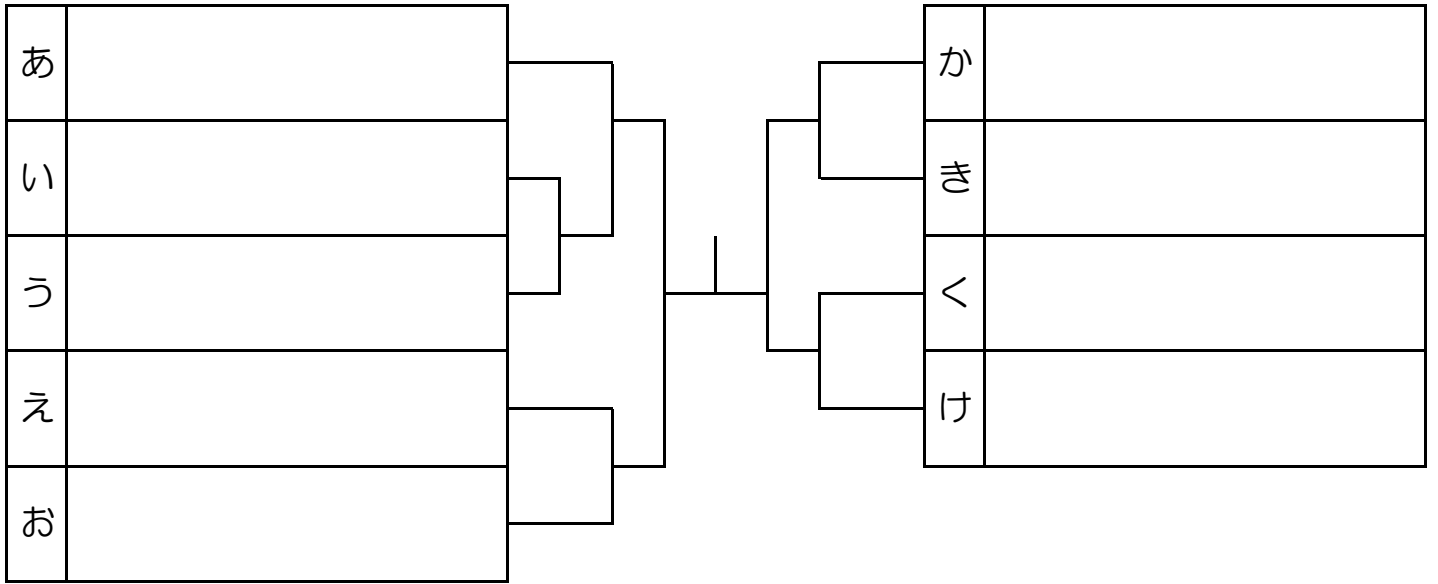 あ
い
う
え
お
か
き
く
け